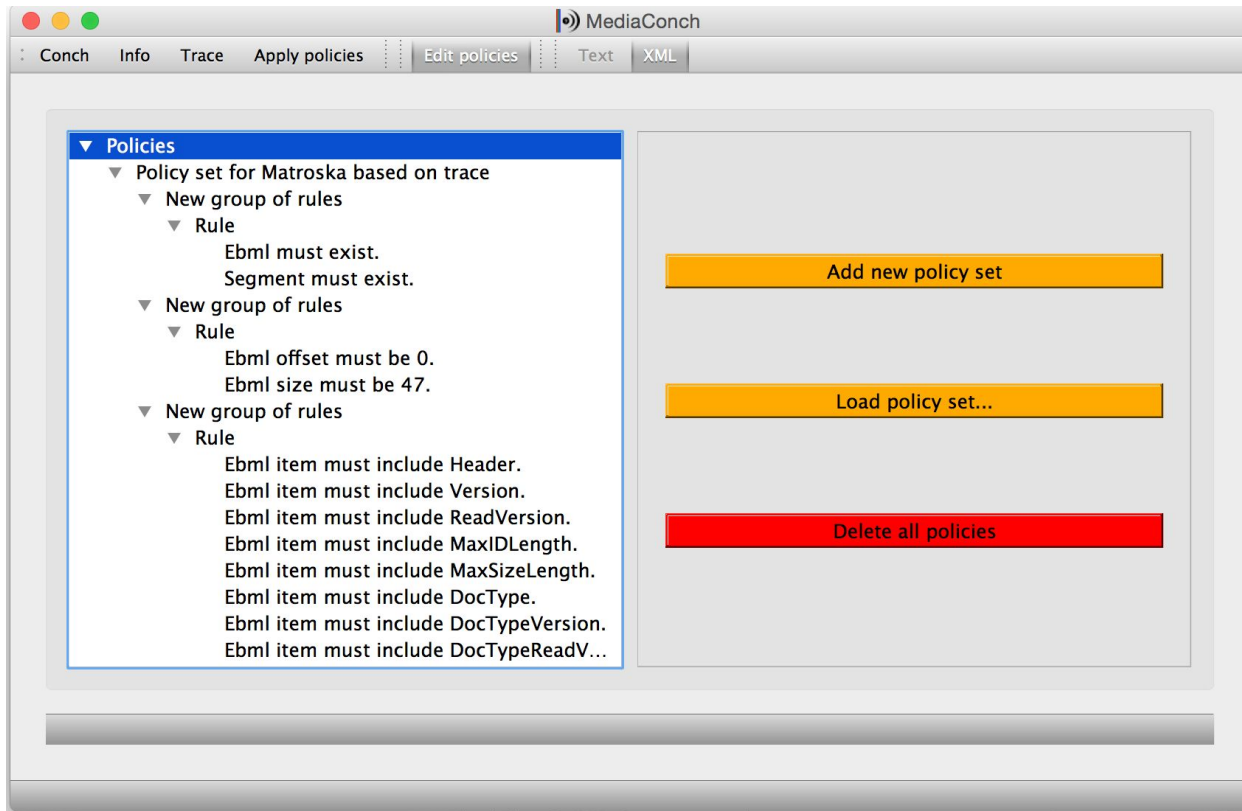 MediaConch
Conch Info Trace Apply policies Edit policies Text XML
Policies
Policy set for Matroska based on trace
New group of rules
Rule
Ebml must exist.
Segment must exist.
New group of rules
Rule
Ebml offset must be 0.
Ebml size must be 47.
New group of rules
Rule
Ebml item must include Header.
Ebml item must include Version.
Ebml item must include ReadVersion.
Ebml item must include MaxIDLength.
Ebml item must include MaxSizeLength.
Ebml item must include DocType.
Ebml item must include DocTypeVersion.
Ebml item must include DocTypeReadV...
Add new policy set
Load policy set...
Delete all policies